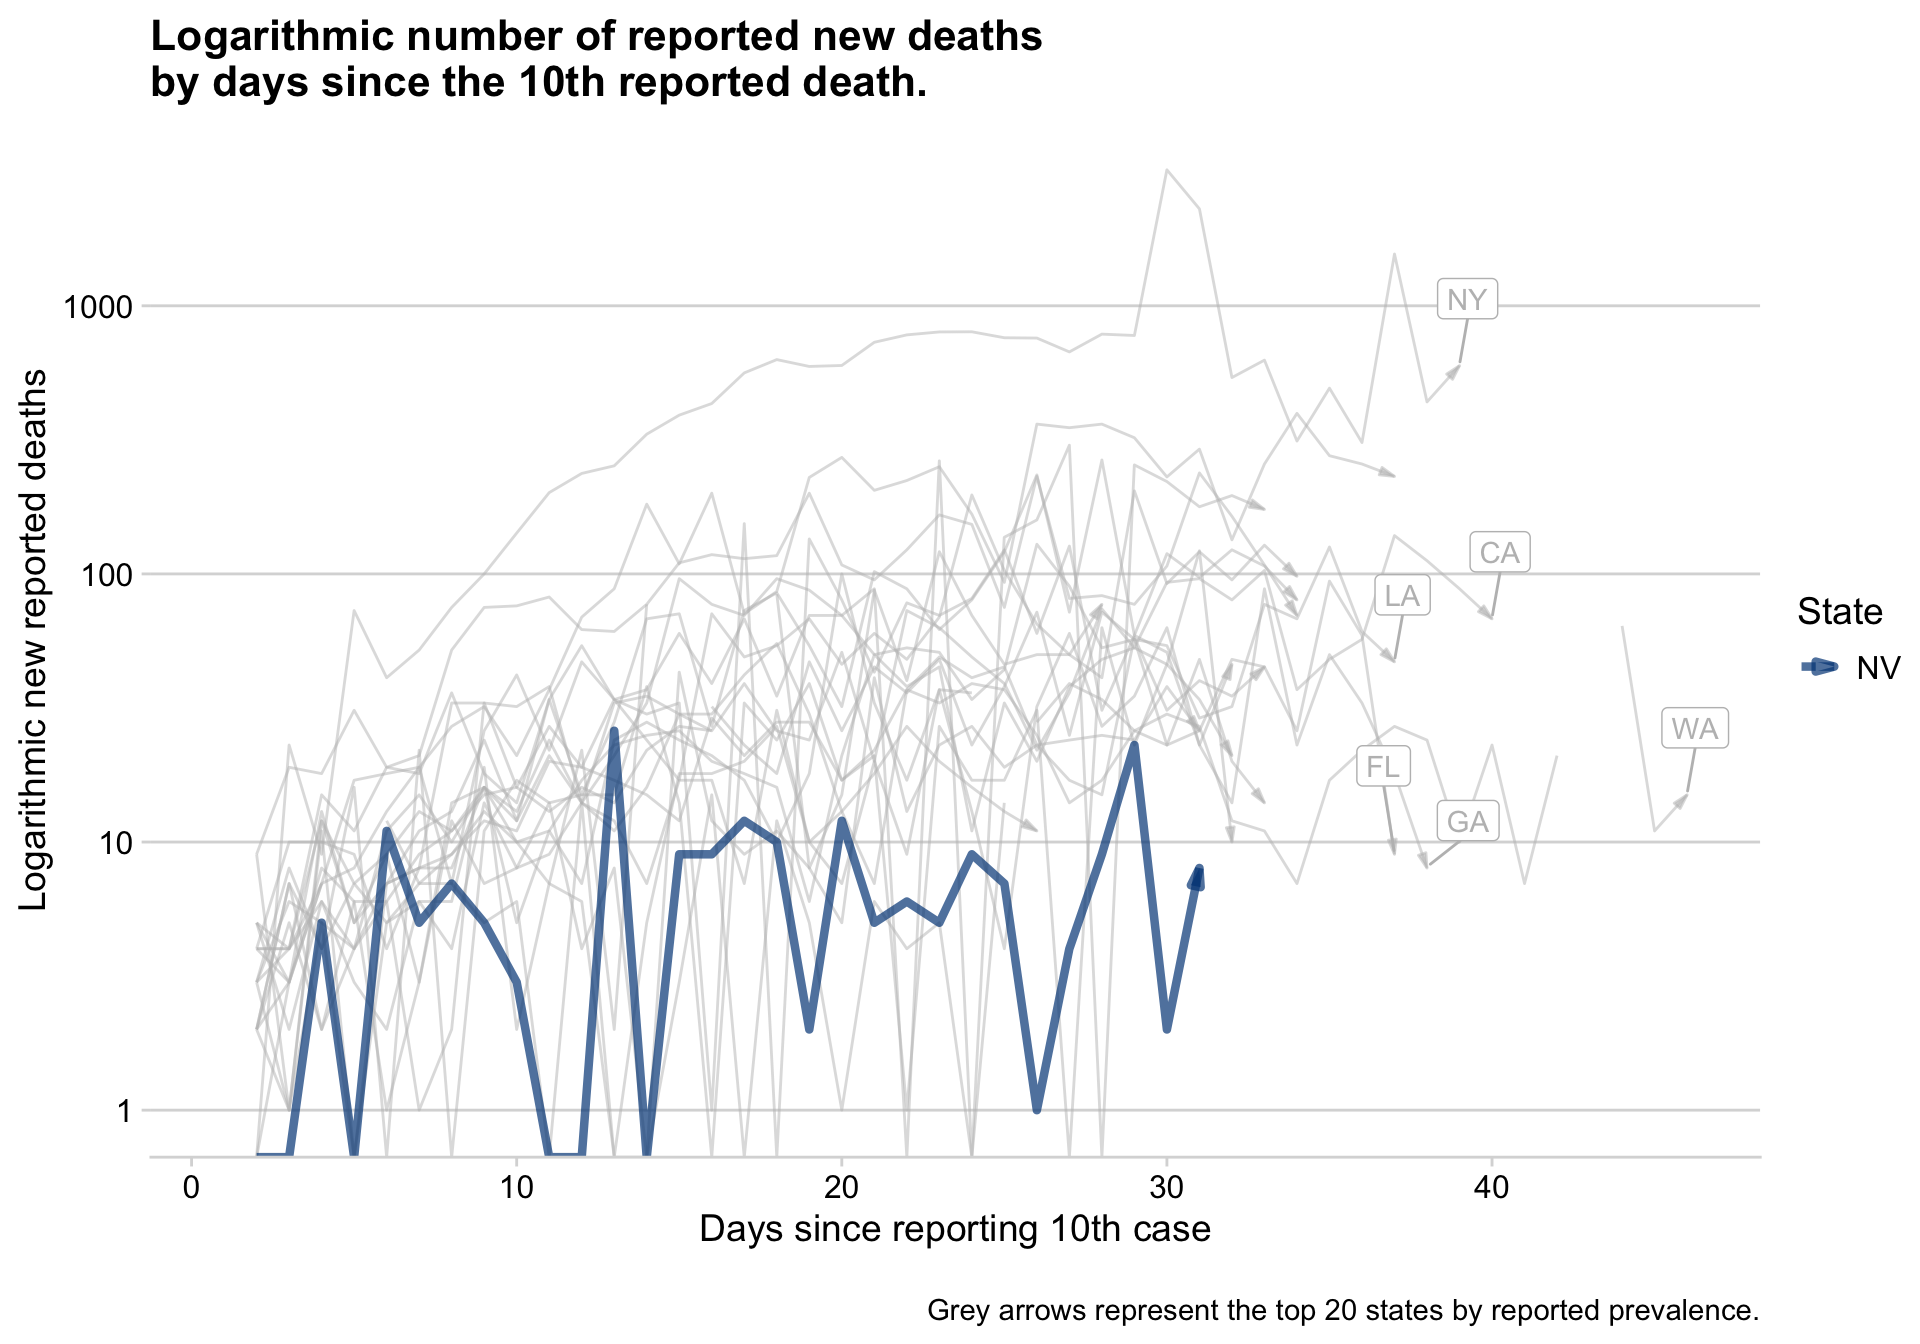 Logarithmic number of reported new deaths
by days since the 10th reported death.
Logarithmic new reported deaths
1000
100
10
1
NY
CA
LA
WA
FL
GA
State
NV
0
10
20
30
40
Days since reporting 10th case
Grey arrows represent the top 20 states by reported prevalence.